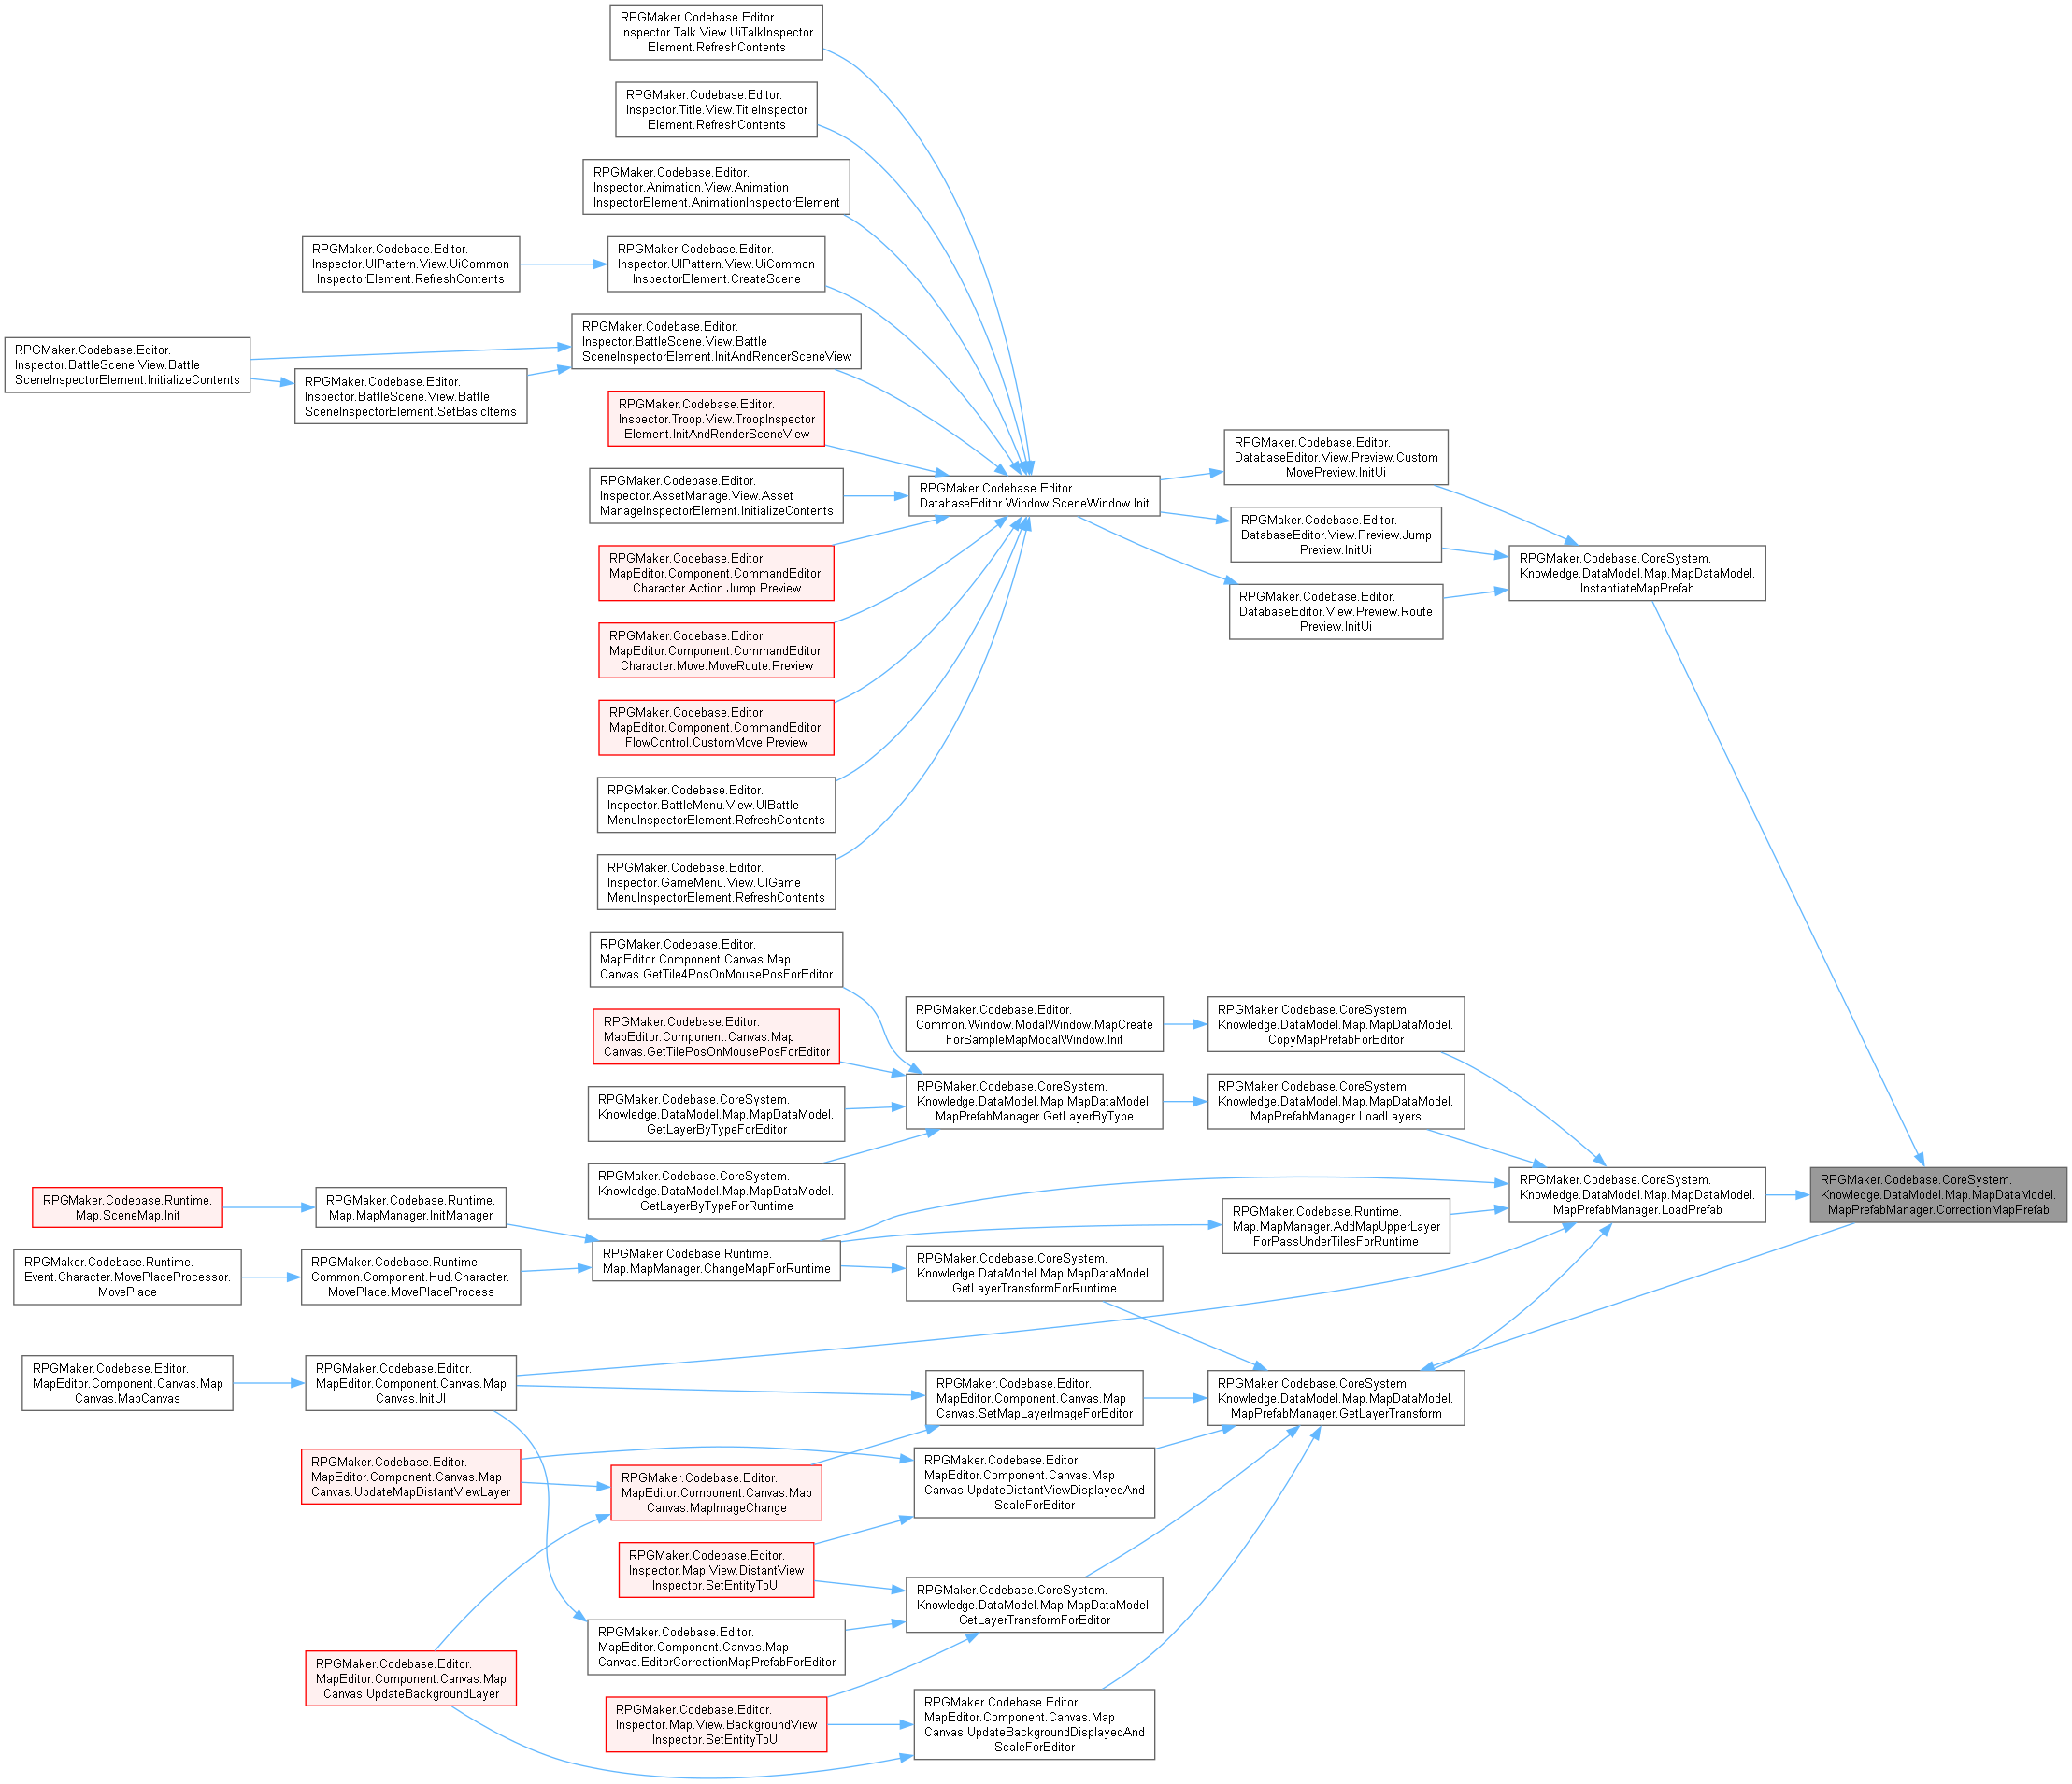 RPGMaker.Codebase.Editor.
Inspector.Talk.View.UiTalkInspector
Element.RefreshContents
RPGMaker.Codebase.Editor.
Inspector.Title.View.TitleInspector
Element.RefreshContents
RPGMaker.Codebase.Editor.
Inspector.Animation.View.Animation
InspectorElement.AnimationInspectorElement
RPGMaker.Codebase.Editor.
Inspector.UIPattern.View.UiCommon
InspectorElement.RefreshContents
RPGMaker.Codebase.Editor.
Inspector.UIPattern.View.UiCommon
InspectorElement.CreateScene
RPGMaker.Codebase.Editor.
Inspector.BattleScene.View.Battle
SceneInspectorElement.InitAndRenderSceneView
RPGMaker.Codebase.Editor.
Inspector.BattleScene.View.Battle
SceneInspectorElement.InitializeContents
RPGMaker.Codebase.Editor.
Inspector.BattleScene.View.Battle
SceneInspectorElement.SetBasicItems
RPGMaker.Codebase.Editor.
Inspector.Troop.View.TroopInspector
Element.InitAndRenderSceneView
RPGMaker.Codebase.Editor.
Inspector.AssetManage.View.Asset
ManageInspectorElement.InitializeContents
RPGMaker.Codebase.Editor.
DatabaseEditor.Window.SceneWindow.Init
RPGMaker.Codebase.Editor.
DatabaseEditor.View.Preview.Custom
MovePreview.InitUi
RPGMaker.Codebase.Editor.
DatabaseEditor.View.Preview.Jump
Preview.InitUi
RPGMaker.Codebase.Editor.
DatabaseEditor.View.Preview.Route
Preview.InitUi
RPGMaker.Codebase.CoreSystem.
Knowledge.DataModel.Map.MapDataModel.
InstantiateMapPrefab
RPGMaker.Codebase.Editor.
MapEditor.Component.CommandEditor.
Character.Action.Jump.Preview
RPGMaker.Codebase.Editor.
MapEditor.Component.CommandEditor.
Character.Move.MoveRoute.Preview
RPGMaker.Codebase.Editor.
MapEditor.Component.CommandEditor.
FlowControl.CustomMove.Preview
RPGMaker.Codebase.Editor.
Inspector.BattleMenu.View.UIBattle
MenuInspectorElement.RefreshContents
RPGMaker.Codebase.Editor.
Inspector.GameMenu.View.UIGame
MenuInspectorElement.RefreshContents
RPGMaker.Codebase.Editor.
MapEditor.Component.Canvas.Map
Canvas.GetTile4PosOnMousePosForEditor
RPGMaker.Codebase.Editor.
MapEditor.Component.Canvas.Map
Canvas.GetTilePosOnMousePosForEditor
RPGMaker.Codebase.Editor.
Common.Window.ModalWindow.MapCreate
ForSampleMapModalWindow.Init
RPGMaker.Codebase.CoreSystem.
Knowledge.DataModel.Map.MapDataModel.
CopyMapPrefabForEditor
RPGMaker.Codebase.CoreSystem.
Knowledge.DataModel.Map.MapDataModel.
GetLayerByTypeForEditor
RPGMaker.Codebase.CoreSystem.
Knowledge.DataModel.Map.MapDataModel.
MapPrefabManager.GetLayerByType
RPGMaker.Codebase.CoreSystem.
Knowledge.DataModel.Map.MapDataModel.
MapPrefabManager.LoadLayers
RPGMaker.Codebase.CoreSystem.
Knowledge.DataModel.Map.MapDataModel.
GetLayerByTypeForRuntime
RPGMaker.Codebase.CoreSystem.
Knowledge.DataModel.Map.MapDataModel.
MapPrefabManager.LoadPrefab
RPGMaker.Codebase.CoreSystem.
Knowledge.DataModel.Map.MapDataModel.
MapPrefabManager.CorrectionMapPrefab
RPGMaker.Codebase.Runtime.
Map.SceneMap.Init
RPGMaker.Codebase.Runtime.
Map.MapManager.InitManager
RPGMaker.Codebase.Runtime.
Map.MapManager.AddMapUpperLayer
ForPassUnderTilesForRuntime
RPGMaker.Codebase.Runtime.
Event.Character.MovePlaceProcessor.
MovePlace
RPGMaker.Codebase.Runtime.
Common.Component.Hud.Character.
MovePlace.MovePlaceProcess
RPGMaker.Codebase.Runtime.
Map.MapManager.ChangeMapForRuntime
RPGMaker.Codebase.CoreSystem.
Knowledge.DataModel.Map.MapDataModel.
GetLayerTransformForRuntime
RPGMaker.Codebase.Editor.
MapEditor.Component.Canvas.Map
Canvas.MapCanvas
RPGMaker.Codebase.Editor.
MapEditor.Component.Canvas.Map
Canvas.InitUI
RPGMaker.Codebase.Editor.
MapEditor.Component.Canvas.Map
Canvas.SetMapLayerImageForEditor
RPGMaker.Codebase.CoreSystem.
Knowledge.DataModel.Map.MapDataModel.
MapPrefabManager.GetLayerTransform
RPGMaker.Codebase.Editor.
MapEditor.Component.Canvas.Map
Canvas.UpdateMapDistantViewLayer
RPGMaker.Codebase.Editor.
MapEditor.Component.Canvas.Map
Canvas.MapImageChange
RPGMaker.Codebase.Editor.
MapEditor.Component.Canvas.Map
Canvas.UpdateDistantViewDisplayedAnd
ScaleForEditor
RPGMaker.Codebase.Editor.
Inspector.Map.View.DistantView
Inspector.SetEntityToUI
RPGMaker.Codebase.CoreSystem.
Knowledge.DataModel.Map.MapDataModel.
GetLayerTransformForEditor
RPGMaker.Codebase.Editor.
MapEditor.Component.Canvas.Map
Canvas.EditorCorrectionMapPrefabForEditor
RPGMaker.Codebase.Editor.
MapEditor.Component.Canvas.Map
Canvas.UpdateBackgroundLayer
RPGMaker.Codebase.Editor.
Inspector.Map.View.BackgroundView
Inspector.SetEntityToUI
RPGMaker.Codebase.Editor.
MapEditor.Component.Canvas.Map
Canvas.UpdateBackgroundDisplayedAnd
ScaleForEditor